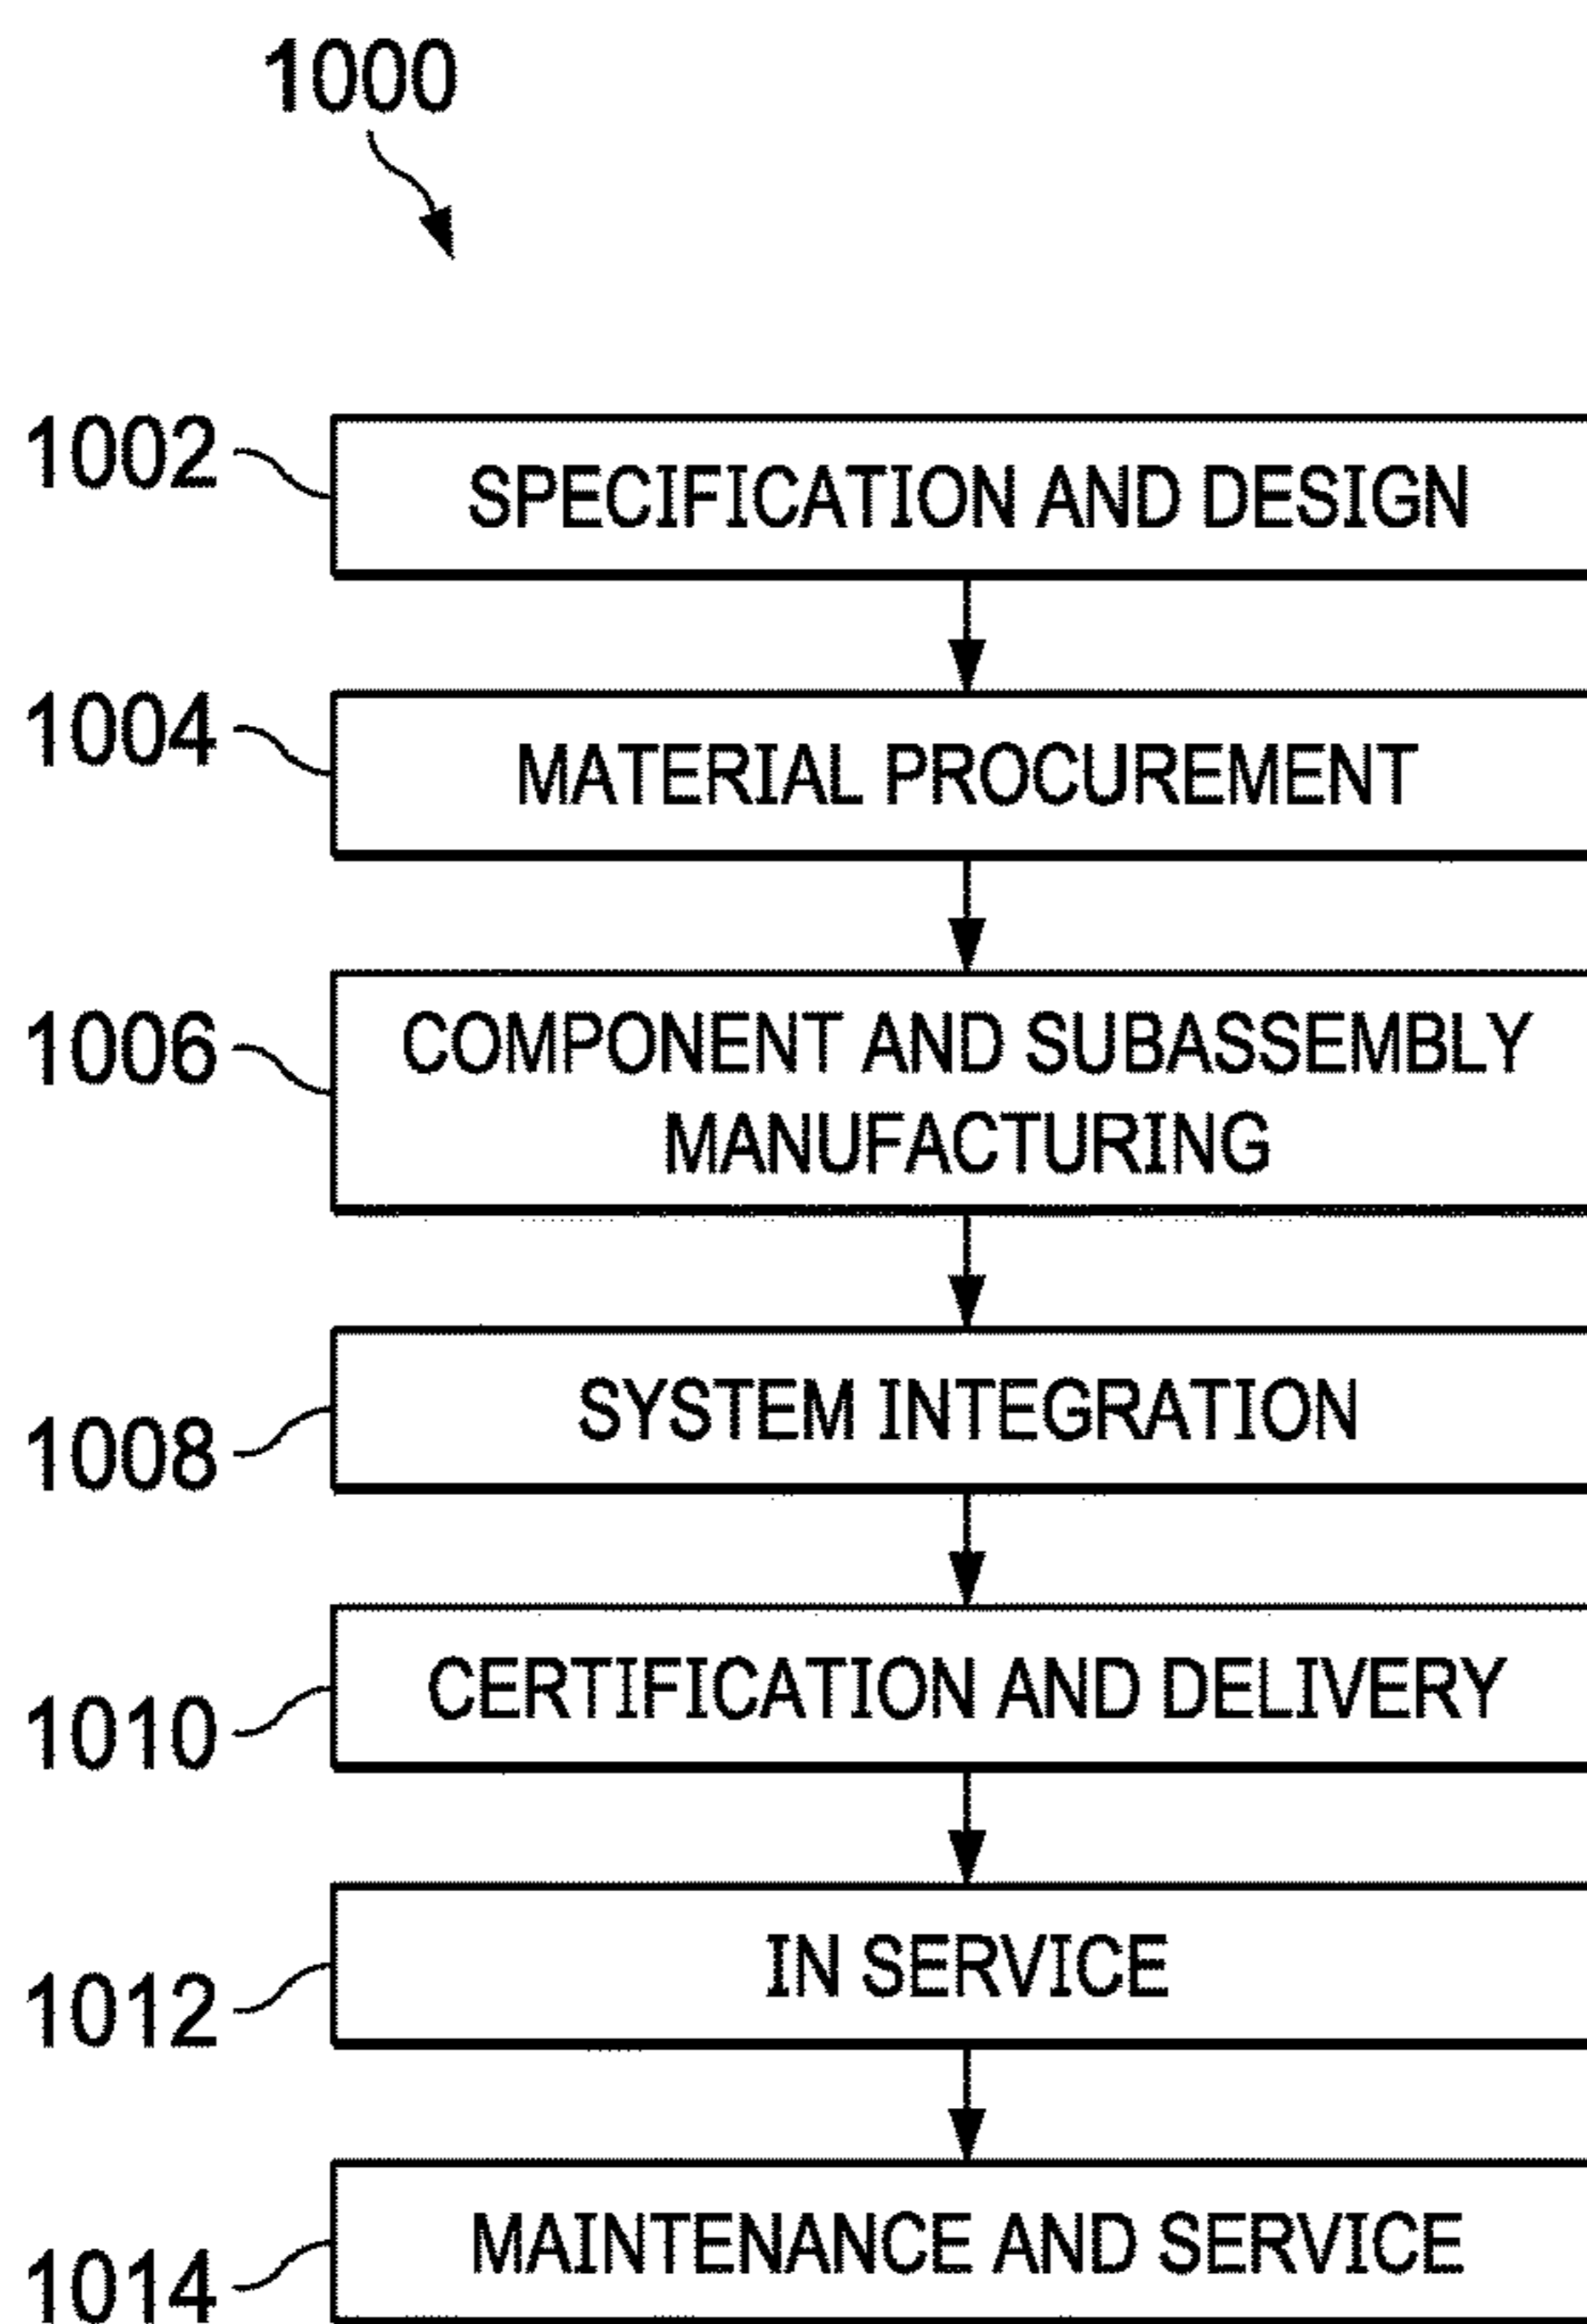 1000
1002 SPECIFICATION AND DESIGN
1004 MATERIAL PROCUREMENT
1006 COMPONENT AND SUBASSEMBLY
MANUFACTURING
1008 SYSTEM INTEGRATION
1010 CERTIFICATION AND DELIVERY
1012 IN SERVICE
1014 MAINTENANCE AND SERVICE